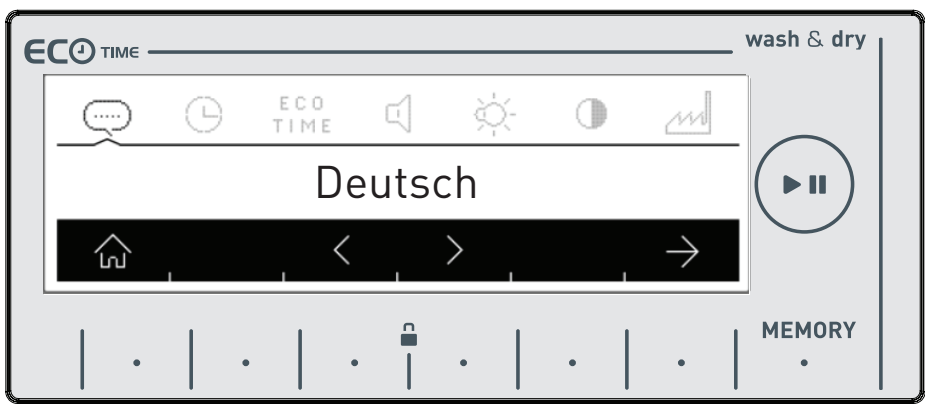 ECO TIME
wash & dry
ECO
TIME
Deutsch
MEMORY